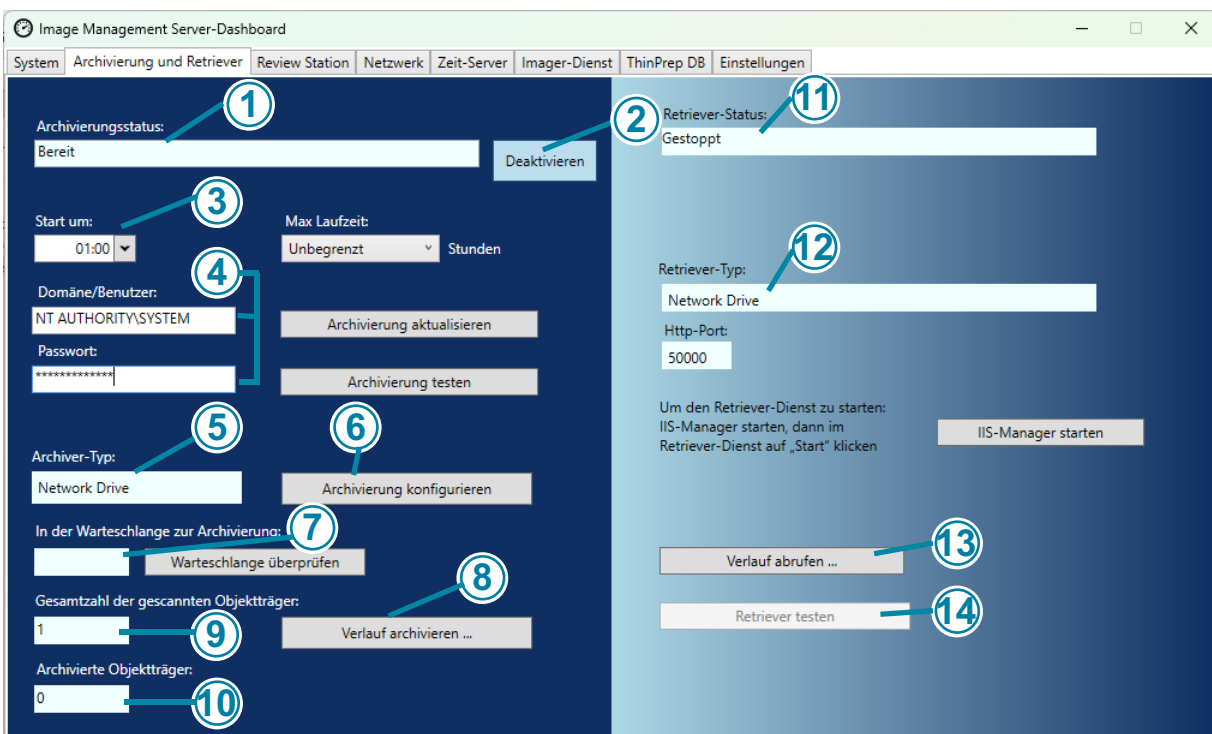 Image Management Server-Dashboard
System Archivierung und Retriever Review Station Netzwerk Zeit-Server Imager-Dienst ThinPrep DB Einstellungen
1
Archivierungsstatus:
Bereit
2
Deaktivieren
3
Start um:
01:00
Max Laufzeit:
Unbegrenzt
Stunden
4
Domäne/Benutzer:
NT AUTHORITY\SYSTEM
Archivierung aktualisieren
Passwort:
*************
Archivierung testen
5
6
Archiver-Typ:
Network Drive
Archivierung konfigurieren
In der Warteschlange zur Archivierung:
7
Warteschlange überprüfen
8
Gesamtzahl der gescannten Objektträger:
1
9
Verlauf archivieren ...
Archivierte Objektträger:
0
10
11
Retriever-Status:
Gestoppt
12
Retriever-Typ:
Network Drive
Http-Port:
50000
Um den Retriever-Dienst zu starten:
IIS-Manager starten, dann im
Retriever-Dienst auf „Start" klicken
IIS-Manager starten
13
Verlauf abrufen ...
14
Retriever testen